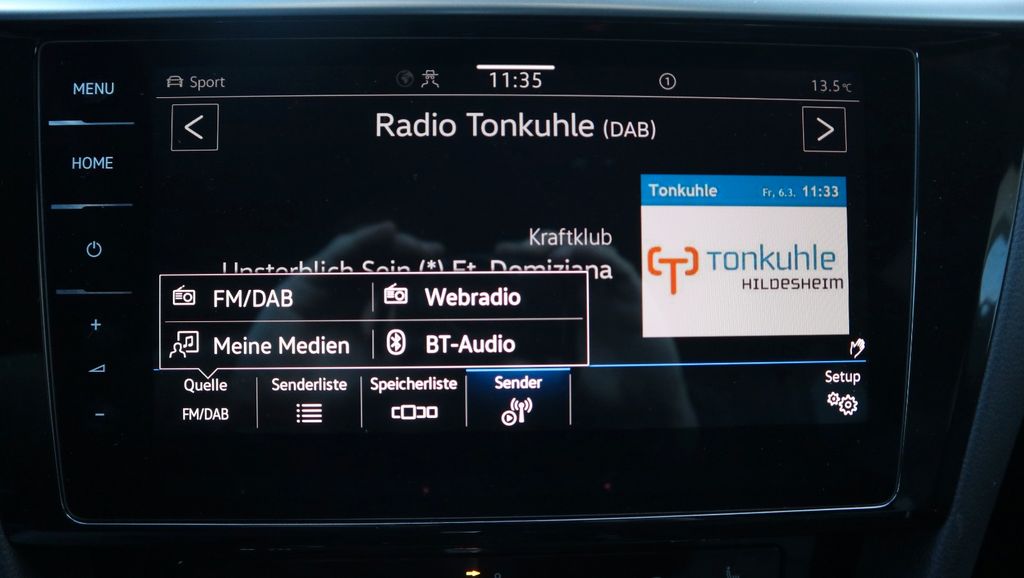 MENU
HOME
+
-
Sport
11:35
1
13.5°C
<
Radio Tonkuhle (DAB)
>
Kraftklub
Unsterblich Sein (*) Ft. Domiziana
Tonkuhle Fr, 6.3. 11:33
TONKUHLE
HILDESHEIM
FM/DAB
Webradio
Meine Medien
BT-Audio
Quelle
FM/DAB
Senderliste
Speicherliste
Sender
Setup